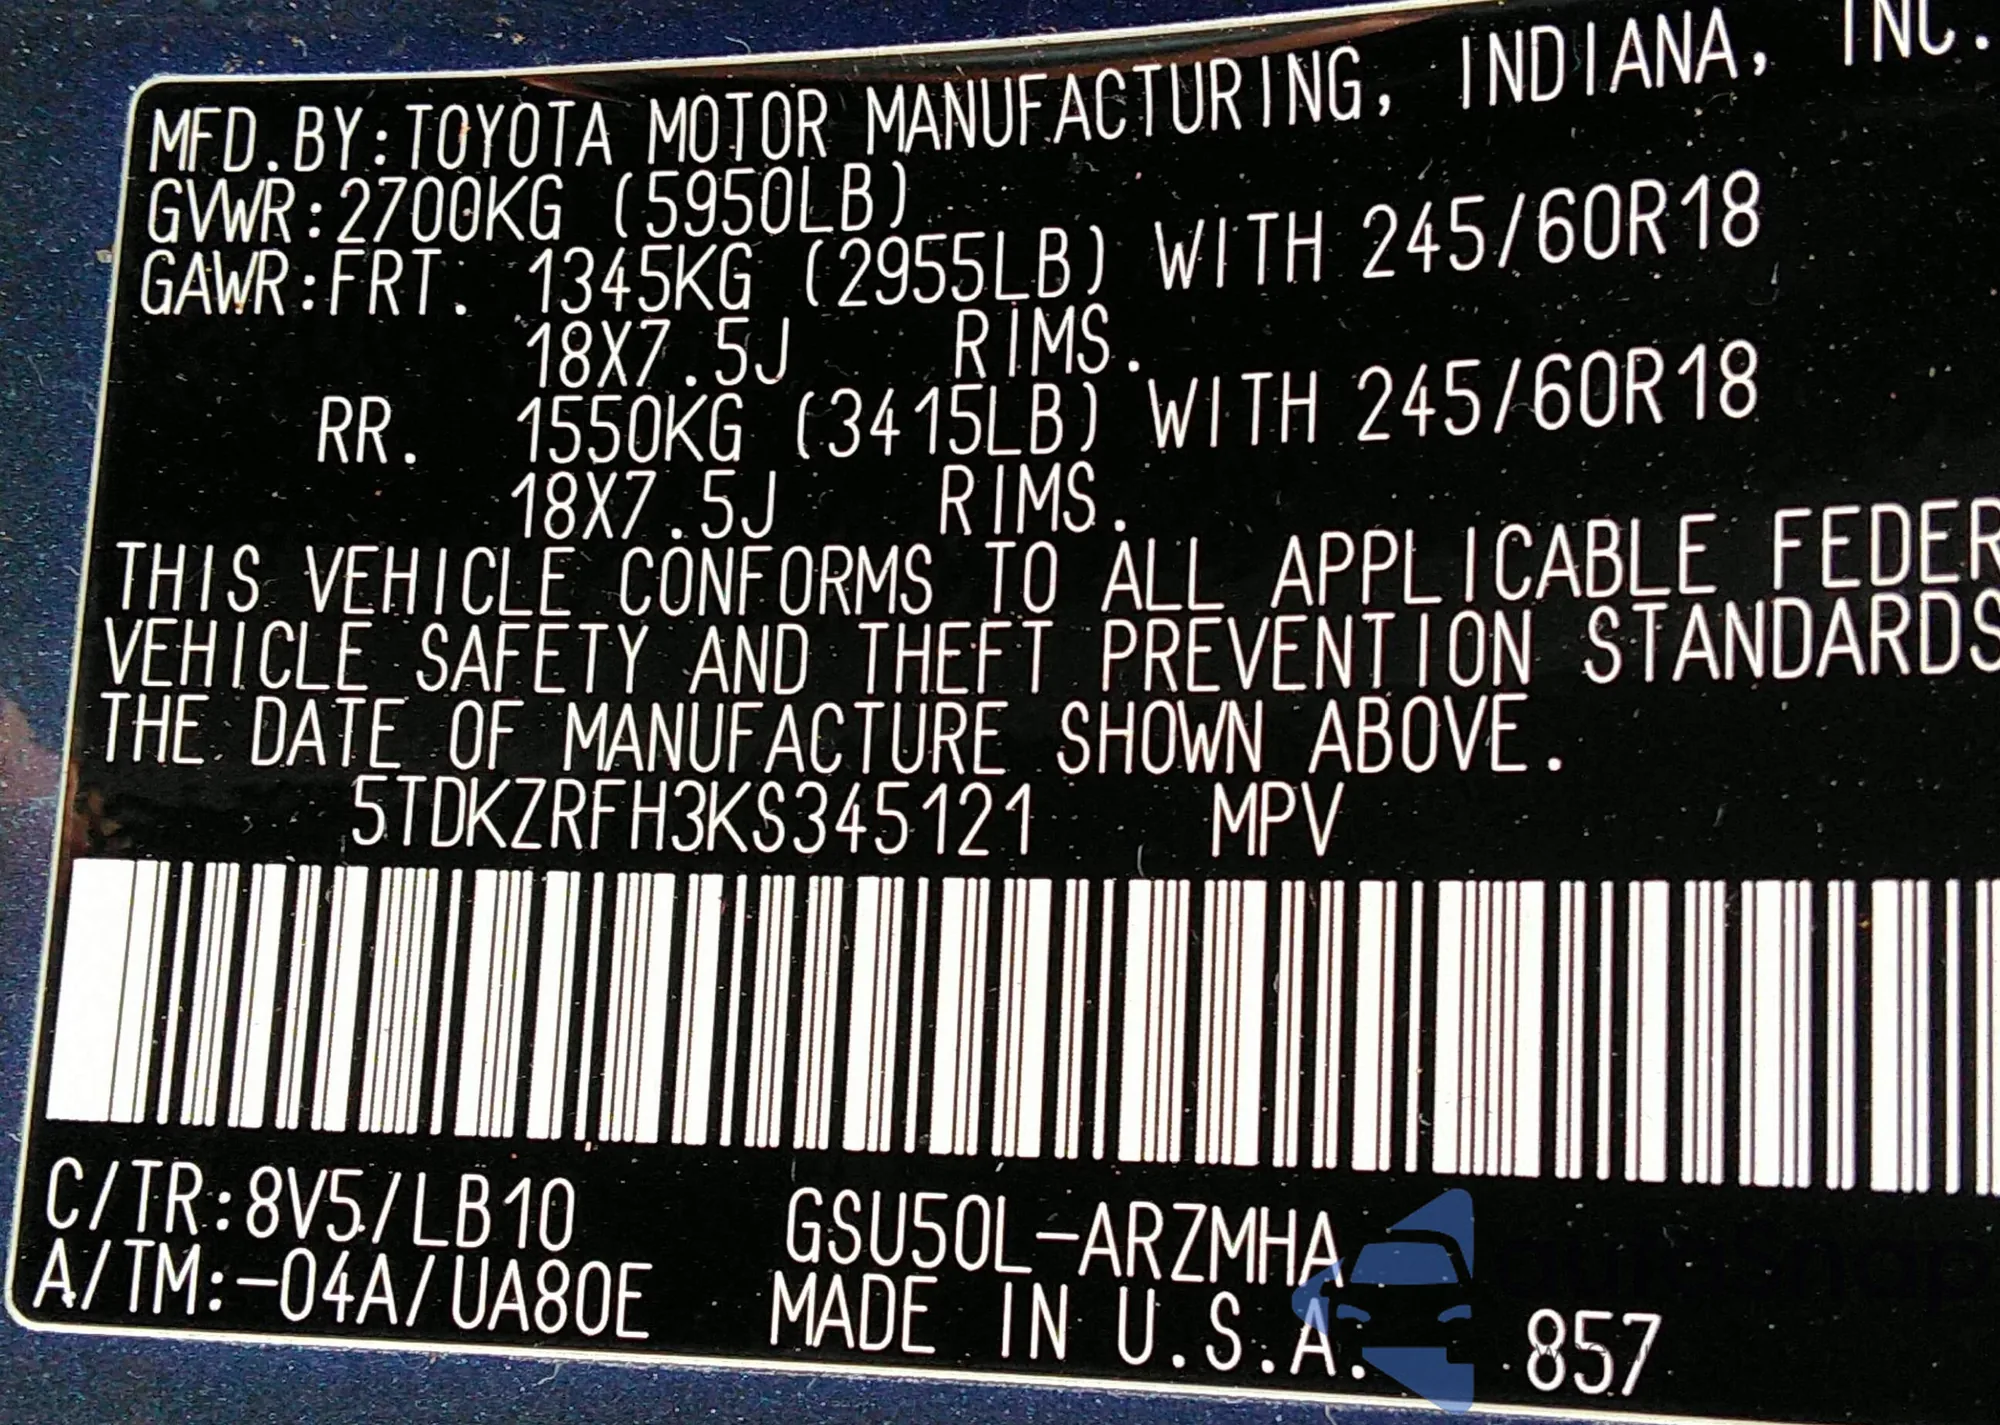 MFD.BY:TOYOTA MOTOR MANUFACTURING, INDIANA, INC.
GVWR:2700KG (5950LB)
GAWR:FRT. 1345KG (2955LB) WITH 245/60R18
18X7.5J RIMS.
RR. 1550KG (3415LB) WITH 245/60R18
18X7.5J RIMS.
THIS VEHICLE CONFORMS TO ALL APPLICABLE FEDER
VEHICLE SAFETY AND THEFT PREVENTION STANDARDS
THE DATE OF MANUFACTURE SHOWN ABOVE.
5TDKZRFH3KS345121 MPV
C/TR:8V5/LB10 GSU50L-ARZMHA
A/TM:-04A/UA80E MADE IN U.S.A. 857